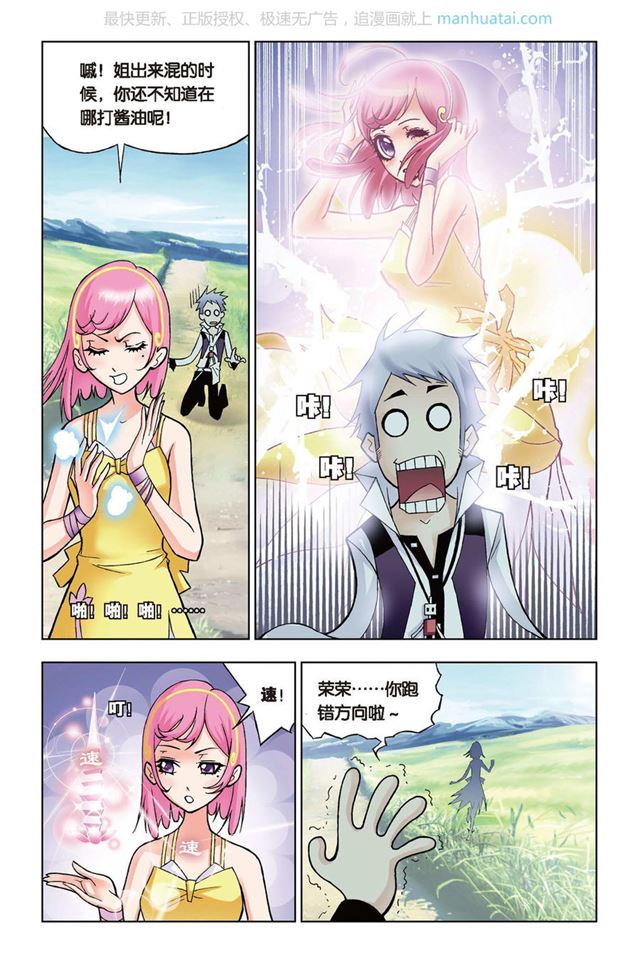 最快更新、正版授权、极速无广告，追漫画就上 manhuatai.com
嘁！姐出来混的时
候，你还不知道在
哪打酱油呢！
啪！啪！啪！……
咔！
咔！
咔！
咔！
叮！
速！
速
速
荣荣……你跑
错方向啦~